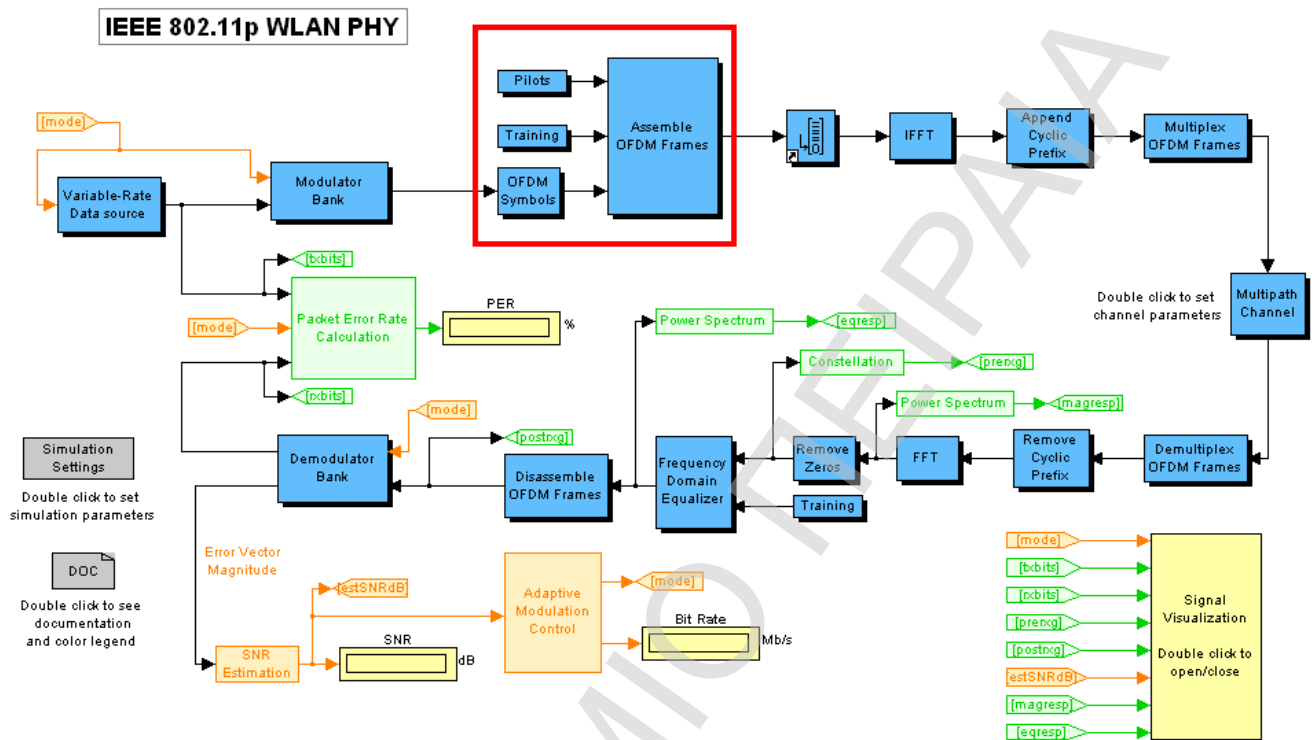 IEEE 802.11p WLAN PHY
Pilots
Training
OFDM
Symbols
Assemble
OFDM Frames
IFFT
Append
Cyclic
Prefix
Multiplex
OFDM Frames
[mode]
Variable-Rate
Data source
Modulator
Bank
[txbits]
Packet Error Rate
Calculation
[mode]
[rxbits]
PER
%
Double click to set
channel parameters
Multipath
Channel
Power Spectrum
[eqresp]
Constellation
[prerxg]
Power Spectrum
[magresp]
[mode]
[postrxg]
Simulation
Settings
Double click to set
simulation parameters
Demodulator
Bank
Disassemble
OFDM Frames
Frequency
Domain
Equalizer
Remove
Zeros
Training
FFT
Remove
Cyclic
Prefix
Demultiplex
OFDM Frames
DOC
Double click to see
documentation
and color legend
Error Vector
Magnitude
SNR
Estimation
[estSNRdB]
SNR
dB
Adaptive
Modulation
Control
[mode]
Bit Rate
Mb/s
[mode]
[txbits]
[rxbits]
[prerxg]
[postrxg]
[estSNRdB]
[magresp]
[eqresp]
Signal
Visualization
Double click to
open/close
ΜΙΟ ΠΕΙΡΑΙΑ